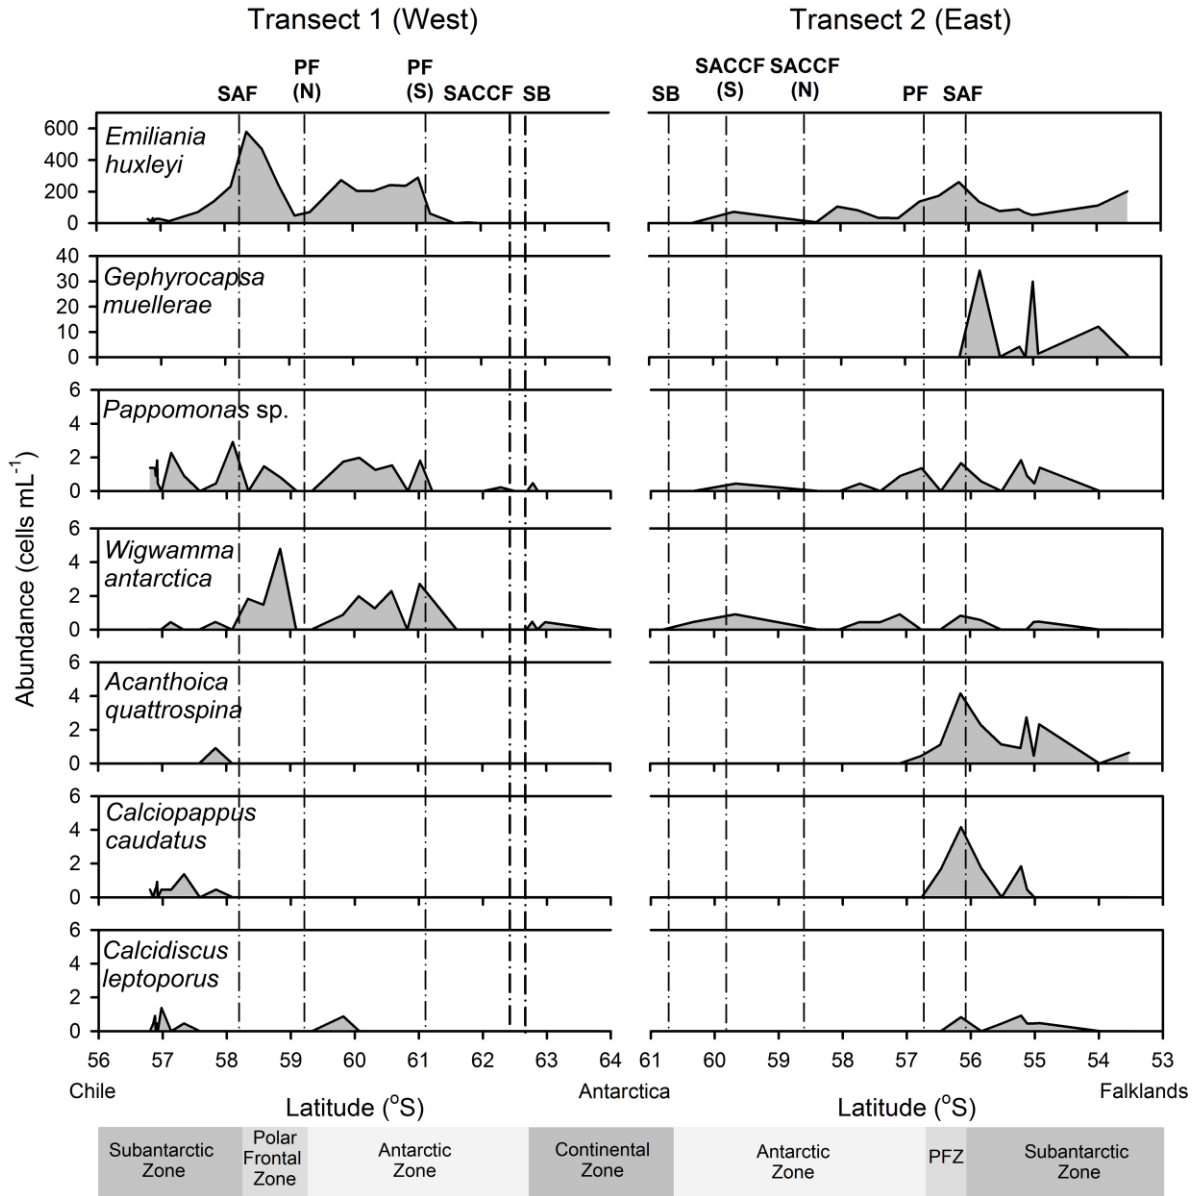 Transect 1 (West)
Transect 2 (East)
SAF
PF
(N)
PF
(S)
SACCF
SB
SB
SACCF
(S)
SACCF
(N)
PF
SAF
Abundance (cells mL-1)
600
400
200
0
Emiliania
huxleyi
40
30
20
10
0
Gephyrocapsa
muellerae
6
4
2
0
Pappomonas sp.
6
4
2
0
Wigwamma
antarctica
6
4
2
0
Acanthoica
quattrospina
6
4
2
0
Calciopappus
caudatus
6
4
2
0
Calcidiscus
leptoporus
56 57 58 59 60 61 62 63 64
61 60 59 58 57 56 55 54 53
Chile
Antarctica
Falklands
Latitude (oS)
Latitude (oS)
Subantarctic
Zone
Polar
Frontal
Zone
Antarctic
Zone
Continental
Zone
Antarctic
Zone
PFZ
Subantarctic
Zone